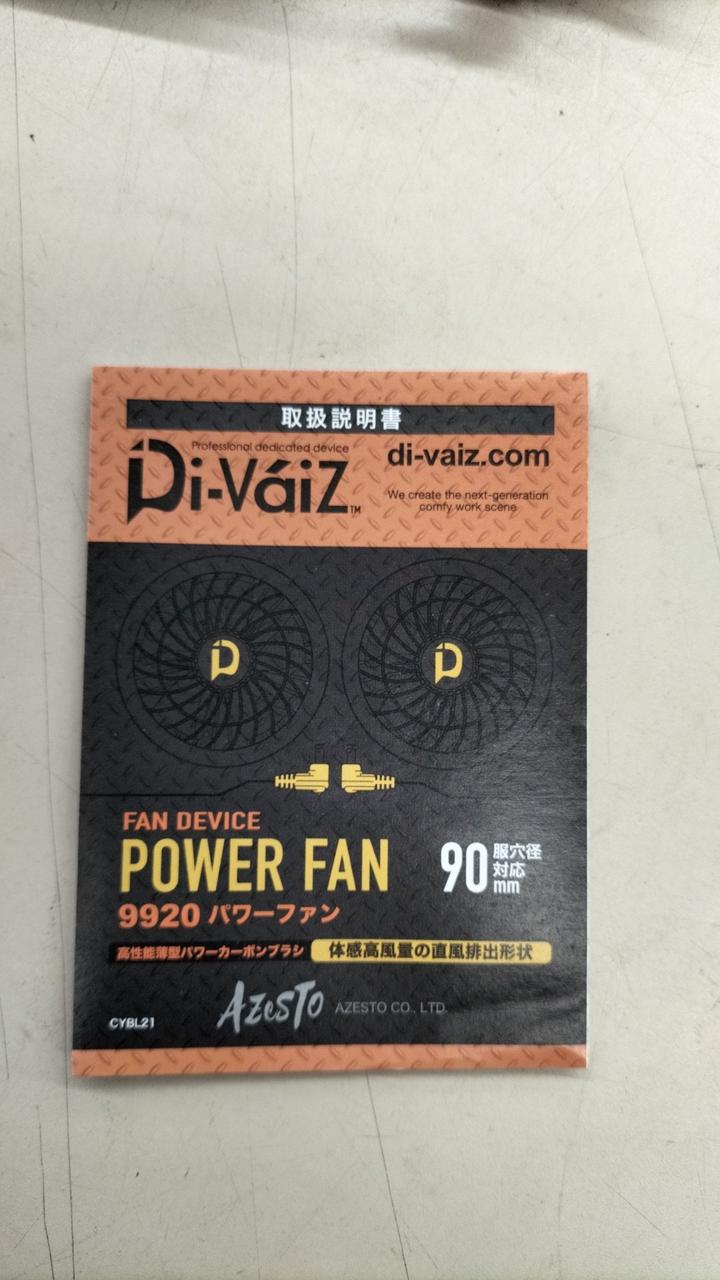 取扱説明書
Professional dedicated device
Di-VáiZ™
di-vaiz.com
We create the next-generation
comfy work scene
FAN DEVICE
POWER FAN
9920 パワーファン
90 服穴径
対応
mm
高性能薄型パワーカーボンブラシ
体感高風量の直風排出形状
AZESTO AZESTO CO., LTD.
CYBL21